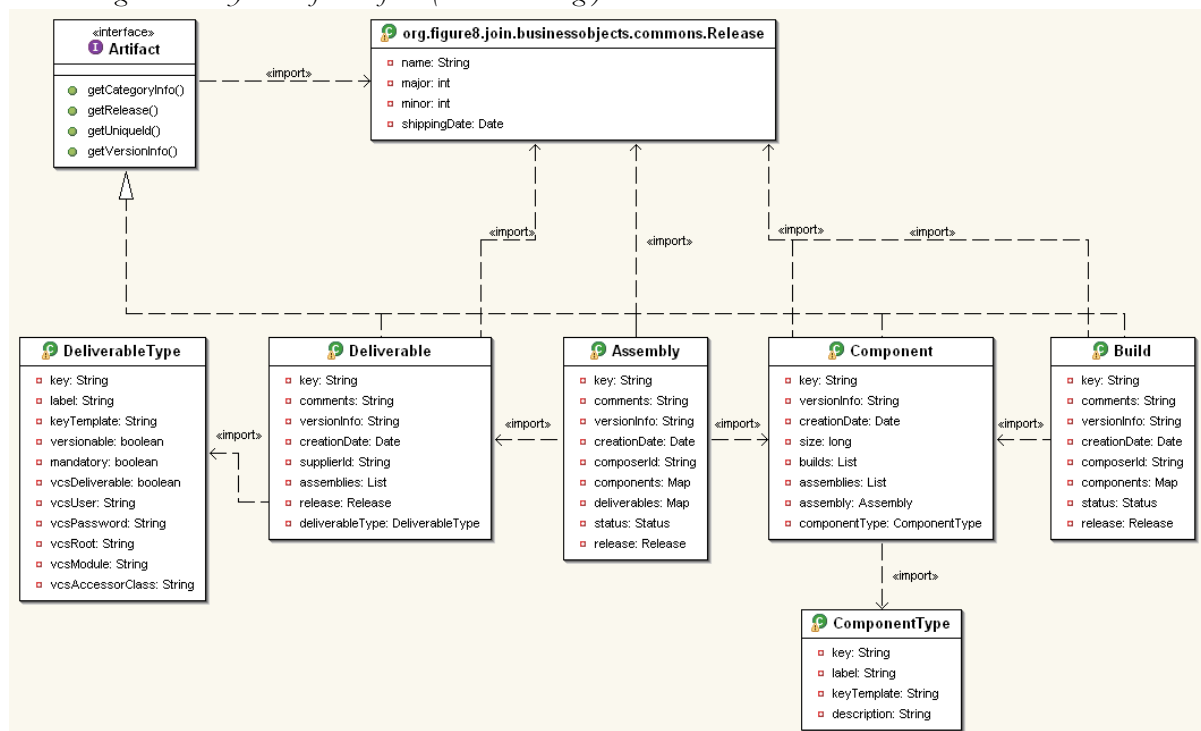 «interface»
Artifact
getCategoryInfo()
getRelease()
getUniqueId()
getVersionInfo()
«import»
org.figure8.join.businessobjects.commons.Release
name: String
major: int
minor: int
shippingDate: Date
«import»
«import»
«import»
«import»
DeliverableType
key: String
label: String
keyTemplate: String
versionable: boolean
mandatory: boolean
vcsDeliverable: boolean
vcsUser: String
vcsPassword: String
vcsRoot: String
vcsModule: String
vcsAccessorClass: String
«import»
Deliverable
key: String
comments: String
versionInfo: String
creationDate: Date
supplierId: String
assemblies: List
release: Release
deliverableType: DeliverableType
«import»
Assembly
key: String
comments: String
versionInfo: String
creationDate: Date
composerId: String
components: Map
deliverables: Map
status: Status
release: Release
«import»
Component
key: String
versionInfo: String
creationDate: Date
size: long
builds: List
assemblies: List
assembly: Assembly
componentType: ComponentType
«import»
Build
key: String
comments: String
versionInfo: String
creationDate: Date
composerId: String
components: Map
status: Status
release: Release
«import»
ComponentType
key: String
label: String
keyTemplate: String
description: String